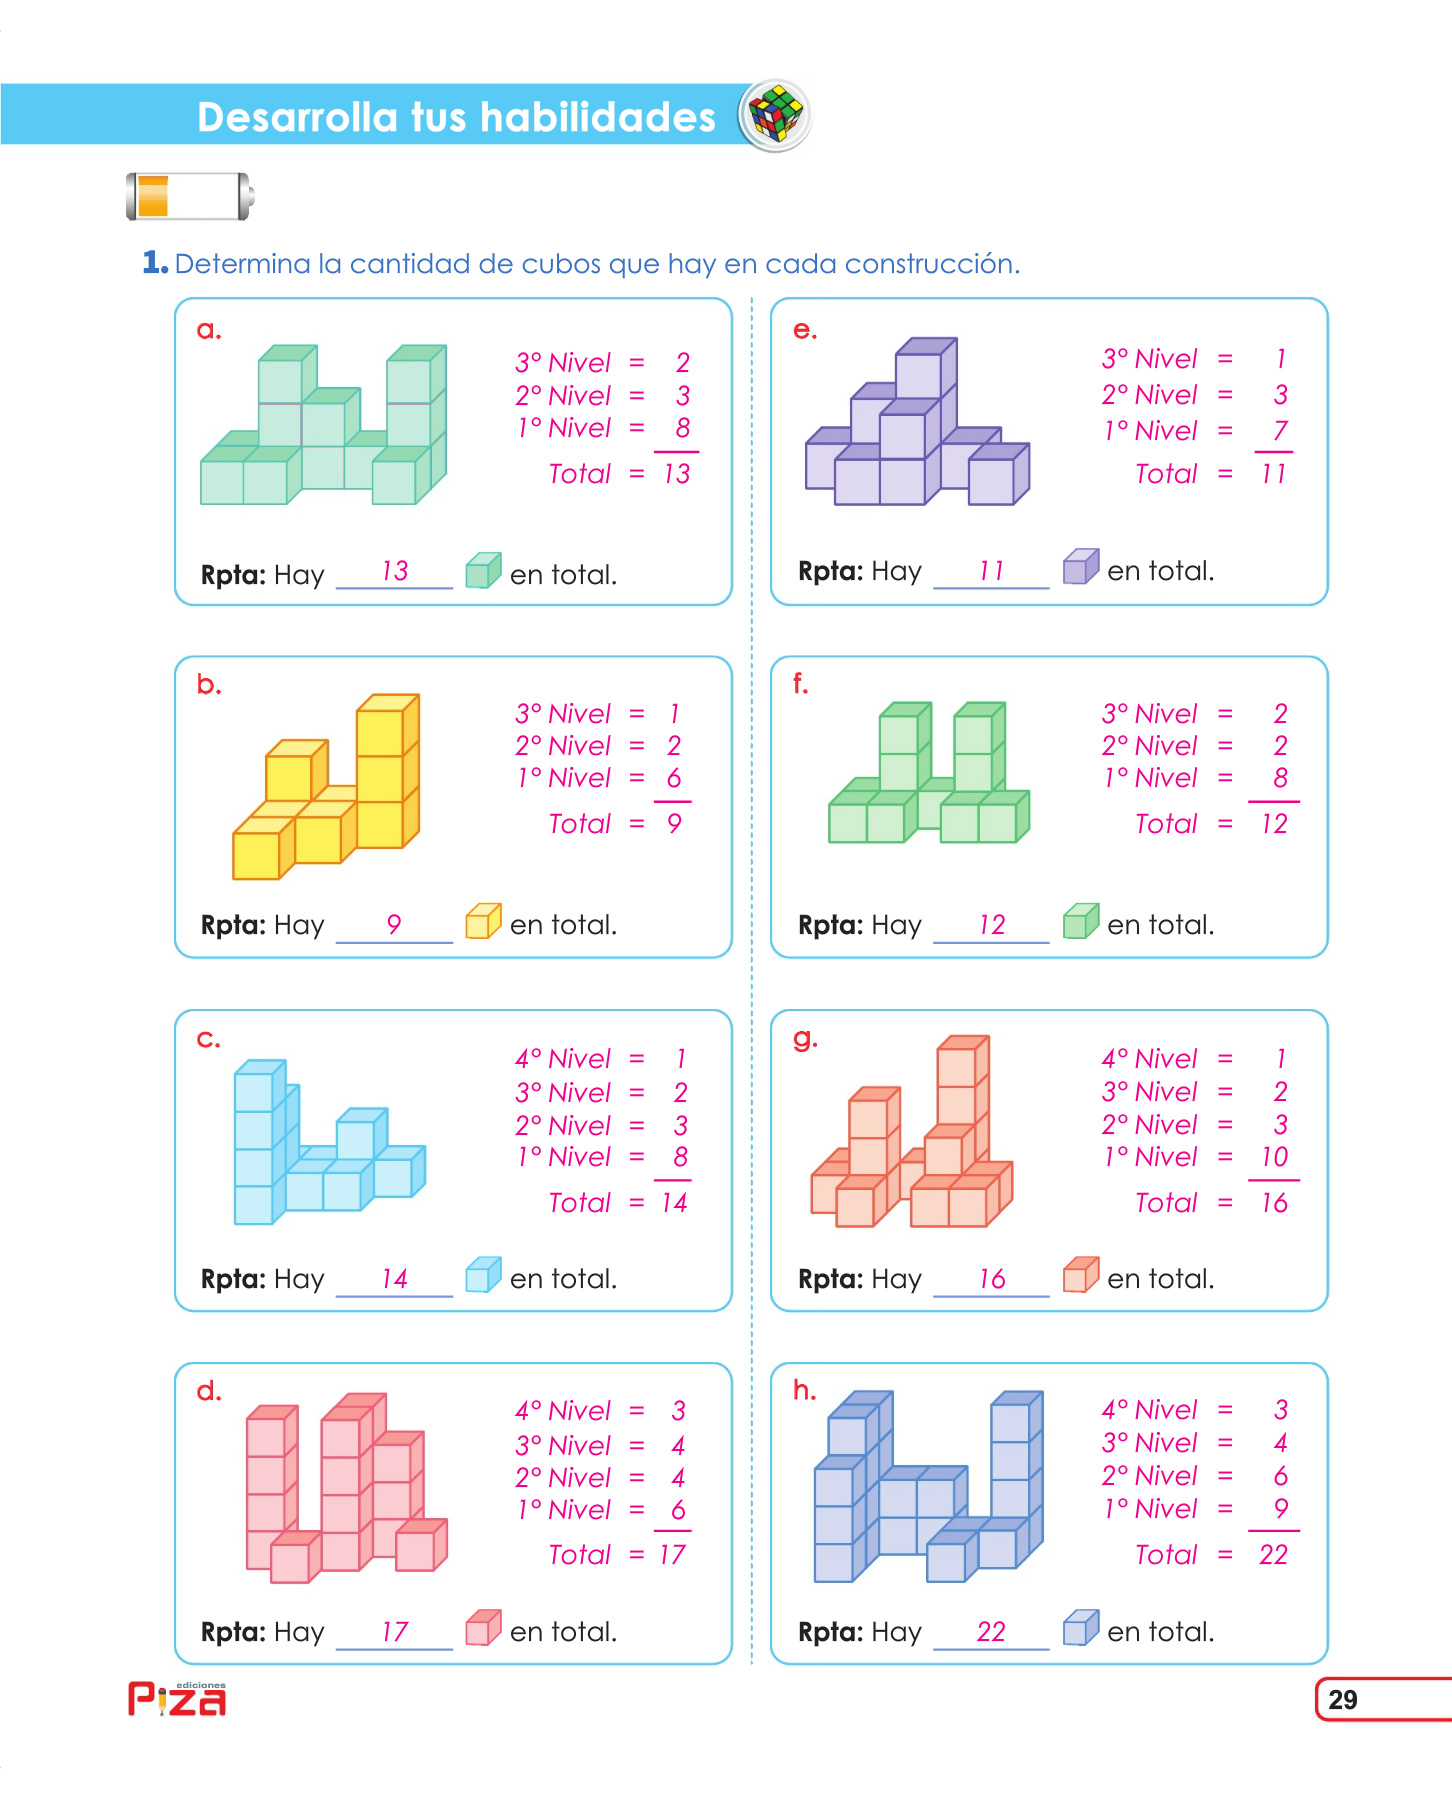 Desarrolla tus habilidades
1. Determina la cantidad de cubos que hay en cada construcción.
a.
3° Nivel = 2
2° Nivel = 3
1° Nivel = 8
Total = 13
Rpta: Hay 13 en total.
b.
3° Nivel = 1
2° Nivel = 2
1° Nivel = 6
Total = 9
Rpta: Hay 9 en total.
c.
4° Nivel = 1
3° Nivel = 2
2° Nivel = 3
1° Nivel = 8
Total = 14
Rpta: Hay 14 en total.
d.
4° Nivel = 3
3° Nivel = 4
2° Nivel = 4
1° Nivel = 6
Total = 17
Rpta: Hay 17 en total.
e.
3° Nivel = 1
2° Nivel = 3
1° Nivel = 7
Total = 11
Rpta: Hay 11 en total.
f.
3° Nivel = 2
2° Nivel = 2
1° Nivel = 8
Total = 12
Rpta: Hay 12 en total.
g.
4° Nivel = 1
3° Nivel = 2
2° Nivel = 3
1° Nivel = 10
Total = 16
Rpta: Hay 16 en total.
h.
4° Nivel = 3
3° Nivel = 4
2° Nivel = 6
1° Nivel = 9
Total = 22
Rpta: Hay 22 en total.
ediciones
Piza
29